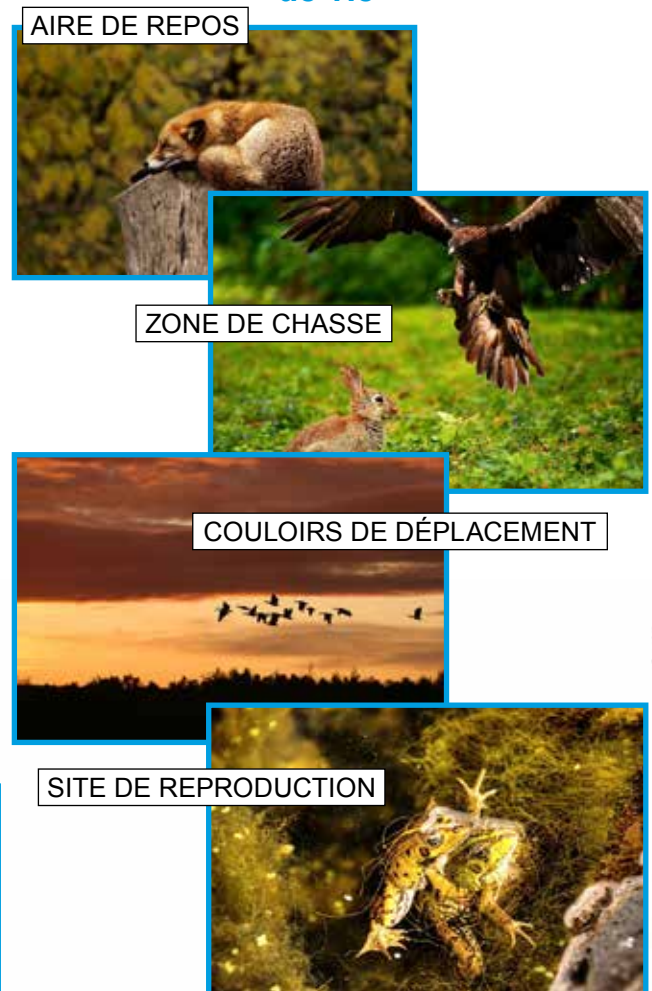 AIRE DE REPOS
ZONE DE CHASSE
COULOIRS DE DÉPLACEMENT
SITE DE REPRODUCTION